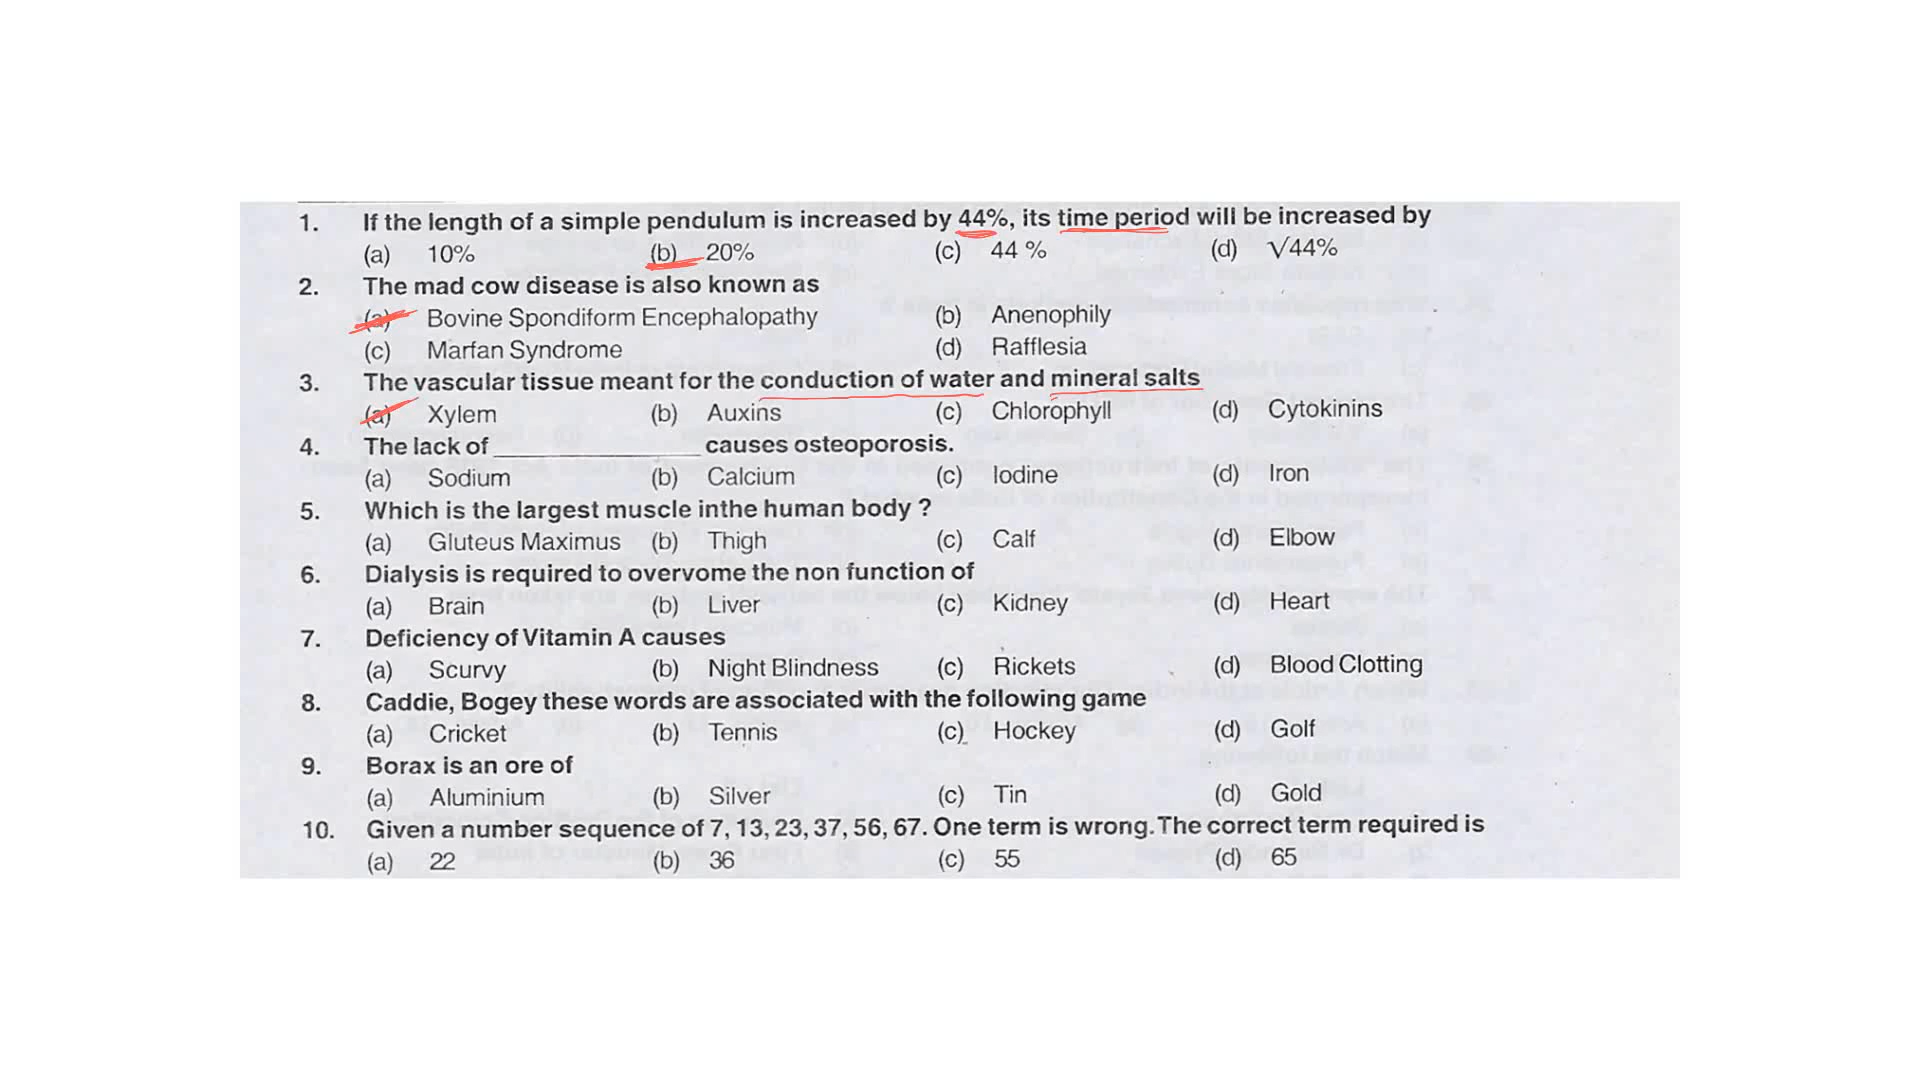 1. If the length of a simple pendulum is increased by 44%, its time period will be increased by
(a) 10% (b) 20% (c) 44 % (d) √44%
2. The mad cow disease is also known as
(a) Bovine Spondiform Encephalopathy (b) Anenophily
(c) Marfan Syndrome (d) Rafflesia
3. The vascular tissue meant for the conduction of water and mineral salts
(a) Xylem (b) Auxins (c) Chlorophyll (d) Cytokinins
4. The lack of ______________ causes osteoporosis.
(a) Sodium (b) Calcium (c) Iodine (d) Iron
5. Which is the largest muscle inthe human body ?
(a) Gluteus Maximus (b) Thigh (c) Calf (d) Elbow
6. Dialysis is required to overvome the non function of
(a) Brain (b) Liver (c) Kidney (d) Heart
7. Deficiency of Vitamin A causes
(a) Scurvy (b) Night Blindness (c) Rickets (d) Blood Clotting
8. Caddie, Bogey these words are associated with the following game
(a) Cricket (b) Tennis (c) Hockey (d) Golf
9. Borax is an ore of
(a) Aluminium (b) Silver (c) Tin (d) Gold
10. Given a number sequence of 7, 13, 23, 37, 56, 67. One term is wrong. The correct term required is
(a) 22 (b) 36 (c) 55 (d) 65